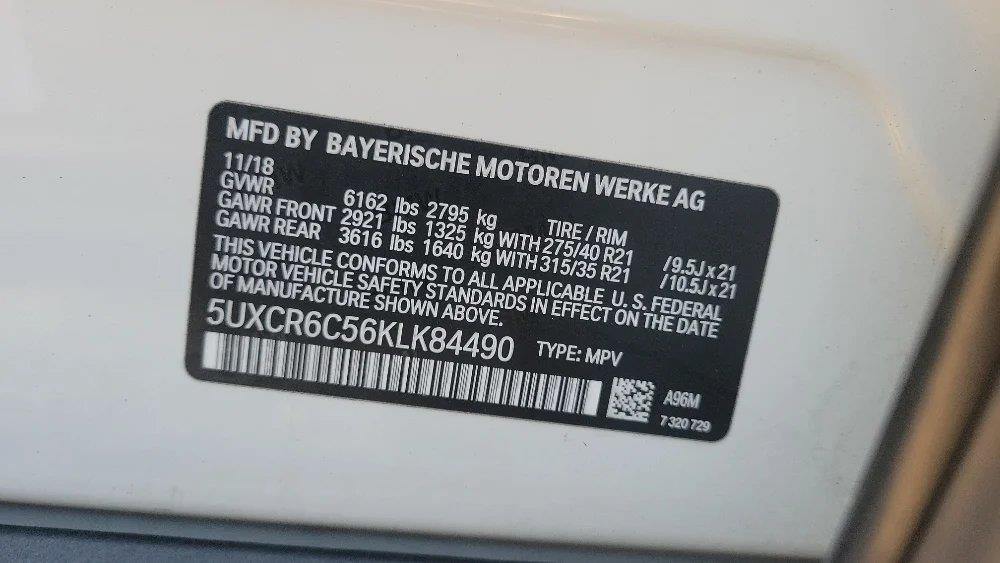 MFD BY BAYERISCHE MOTOREN WERKE AG
11/18
GVWR 6162 lbs 2795 kg TIRE / RIM
GAWR FRONT 2921 lbs 1325 kg WITH 275/40 R21 /9.5J x 21
GAWR REAR 3616 lbs 1640 kg WITH 315/35 R21 /10.5J x 21
THIS VEHICLE CONFORMS TO ALL APPLICABLE U.S. FEDERAL
MOTOR VEHICLE SAFETY STANDARDS IN EFFECT ON THE DATE
OF MANUFACTURE SHOWN ABOVE.
5UXCR6C56KLK84490 TYPE: MPV
A96M
7 320 729